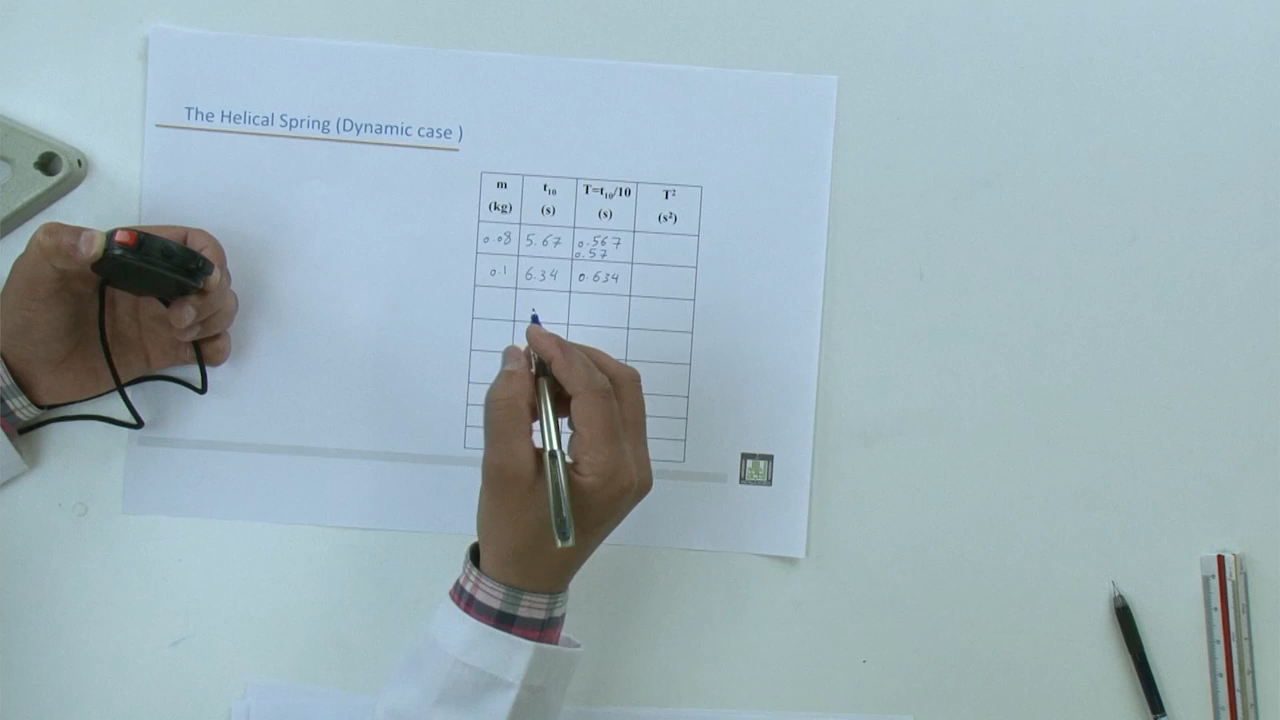 The Helical Spring (Dynamic case )
m t₁₀ T=t₁₀/10 T²
(kg) (s) (s) (s²)
0.08 5.67 0.567
0.57
0.1 6.34 0.634